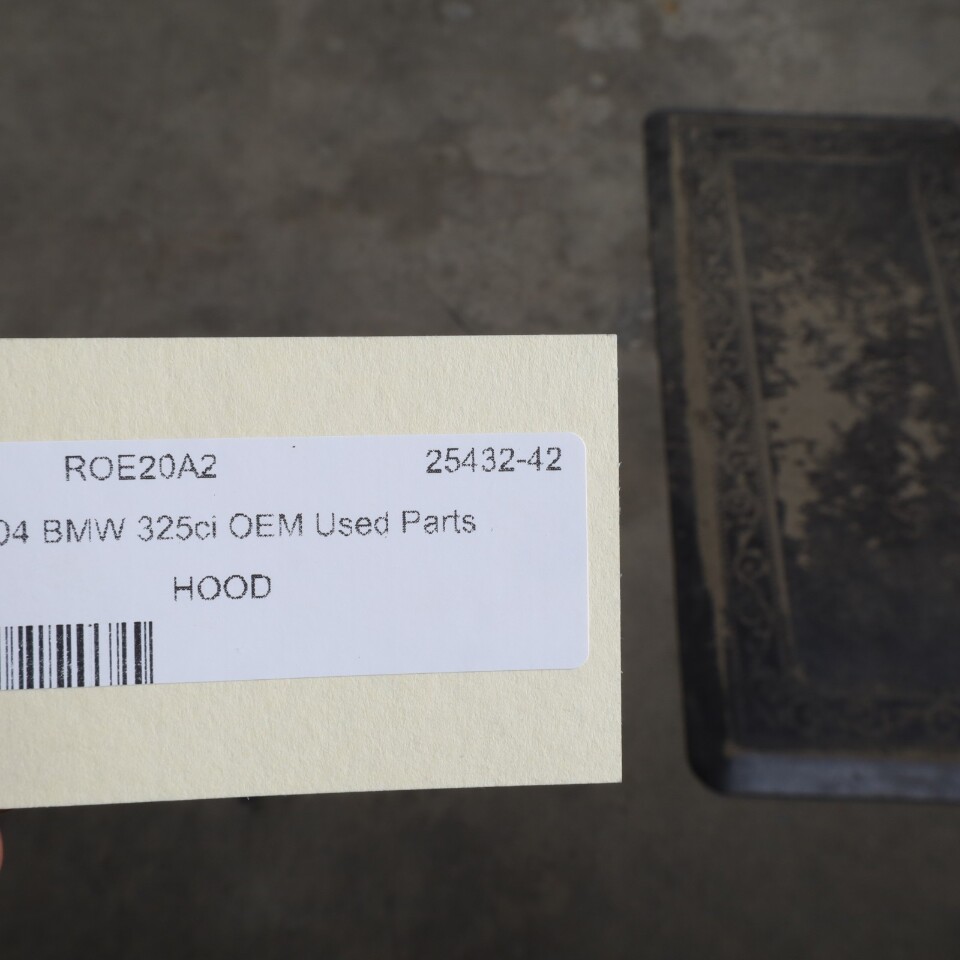 ROE20A2 25432-42
04 BMW 325ci OEM Used Parts
HOOD